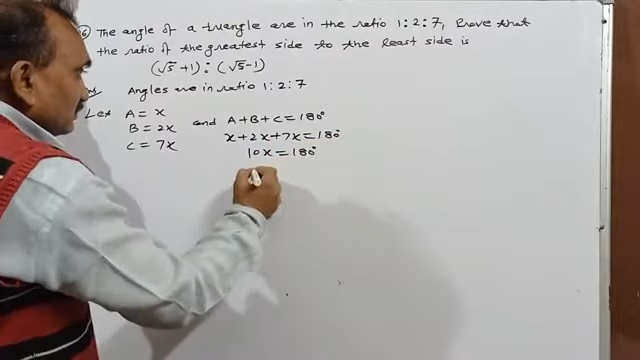 6) The angle of a triangle are in the ratio 1:2:7, Prove that
the ratio of the greatest side to the least side is
(√5+1) : (√5-1)
Ans Angles are in ratio 1:2:7
Let A = x
B = 2x
C = 7x
and A+B+C = 180°
x+2x+7x = 180°
10x = 180°